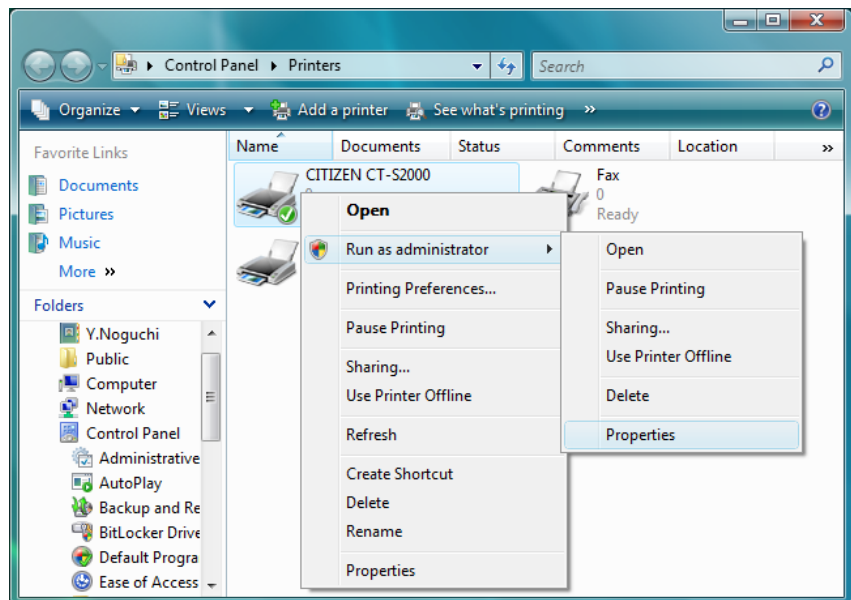 Control Panel Printers Search
Organize Views Add a printer See what's printing »
Favorite Links
Documents
Pictures
Music
More »
Folders
Y.Noguchi
Public
Computer
Network
Control Panel
Administrative
AutoPlay
Backup and Re
BitLocker Drive
Default Progra
Ease of Access
Name Documents Status Comments Location »
CITIZEN CT-S2000
Fax
0
Ready
Open
Run as administrator
Printing Preferences...
Pause Printing
Sharing...
Use Printer Offline
Refresh
Create Shortcut
Delete
Rename
Properties
Open
Pause Printing
Sharing...
Use Printer Offline
Delete
Properties